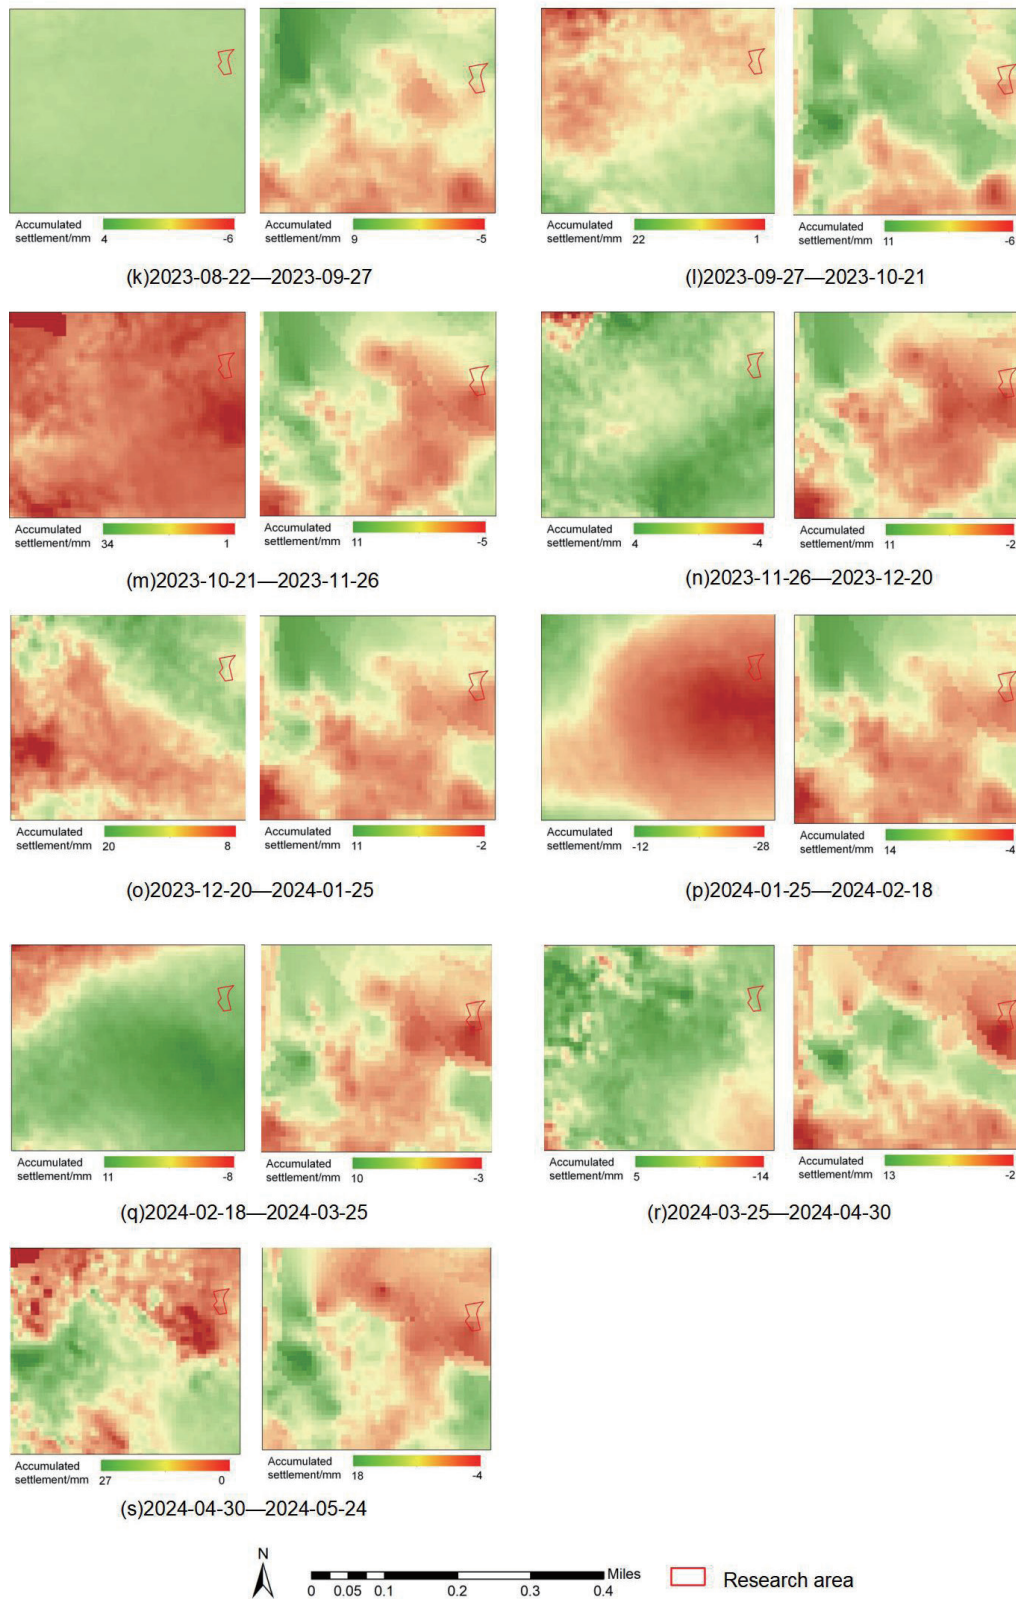 Accumulated
settlement/mm 4 -6
Accumulated
settlement/mm 9 -5
(k)2023-08-22—2023-09-27
Accumulated
settlement/mm 22 1
Accumulated
settlement/mm 11 -6
(l)2023-09-27—2023-10-21
Accumulated
settlement/mm 34 1
Accumulated
settlement/mm 11 -5
(m)2023-10-21—2023-11-26
Accumulated
settlement/mm 4 -4
Accumulated
settlement/mm 11 -2
(n)2023-11-26—2023-12-20
Accumulated
settlement/mm 20 8
Accumulated
settlement/mm 11 -2
(o)2023-12-20—2024-01-25
Accumulated
settlement/mm -12 -28
Accumulated
settlement/mm 14 -4
(p)2024-01-25—2024-02-18
Accumulated
settlement/mm 11 -8
Accumulated
settlement/mm 10 -3
(q)2024-02-18—2024-03-25
Accumulated
settlement/mm 5 -14
Accumulated
settlement/mm 13 -2
(r)2024-03-25—2024-04-30
Accumulated
settlement/mm 27 0
Accumulated
settlement/mm 18 -4
(s)2024-04-30—2024-05-24
N
Miles
0 0.05 0.1 0.2 0.3 0.4
Research area